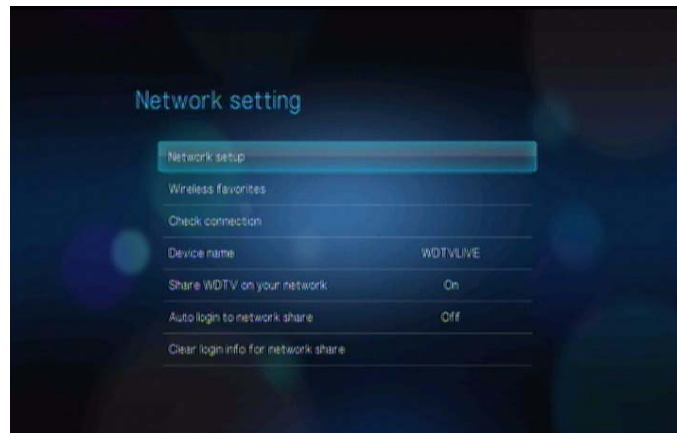 Network setting
Network setup
Wireless favorites
Check connection
Device name WDTVLIVE
Share WDTV on your network On
Auto login to network share Off
Clear login info for network share